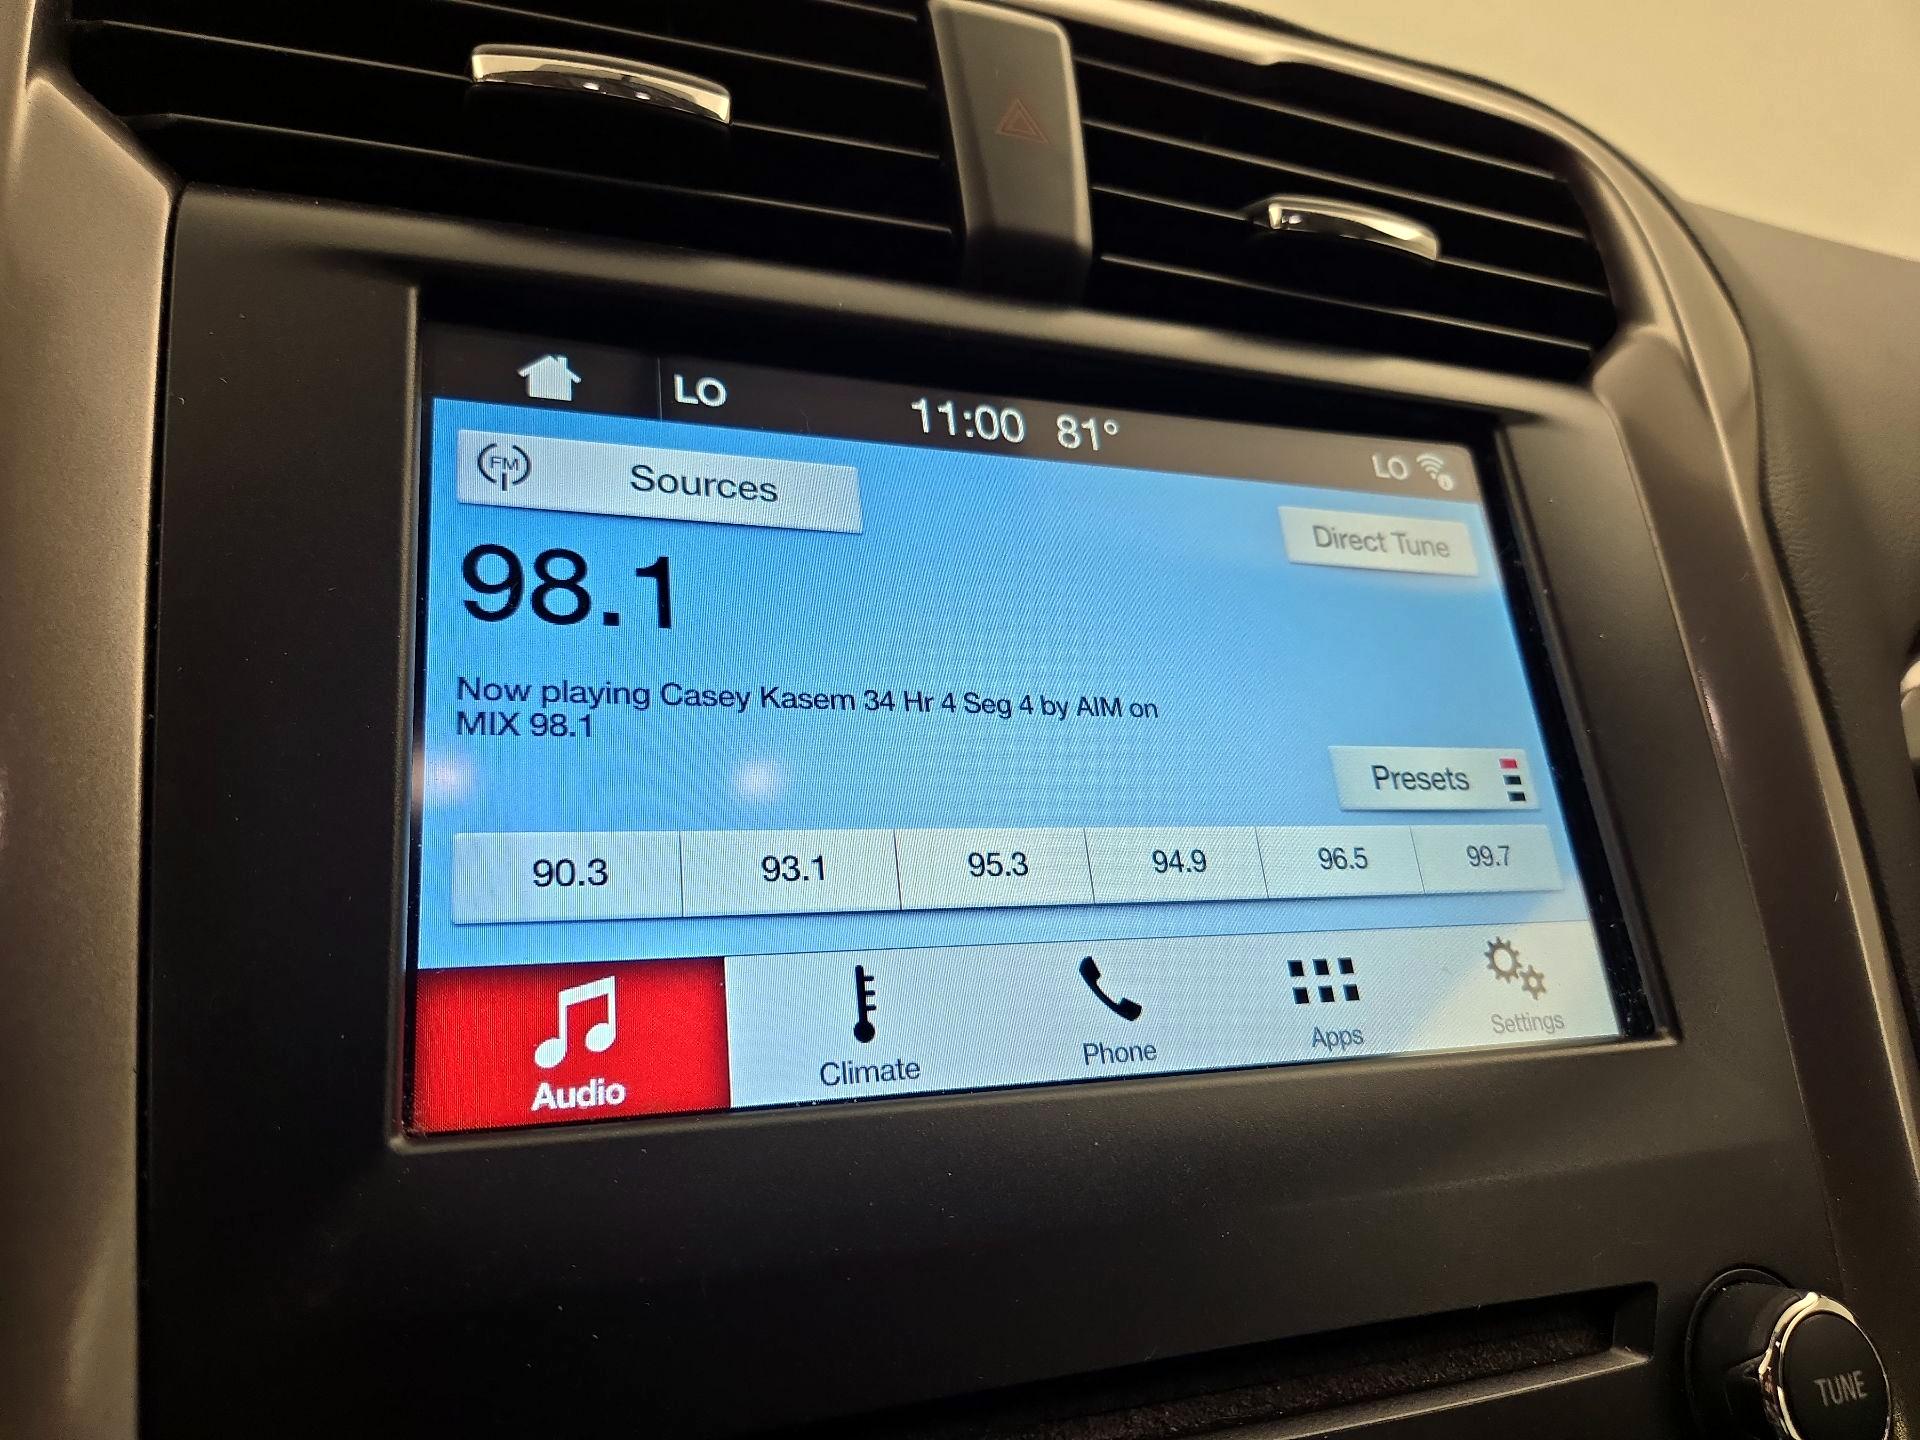 LO
11:00 81°
LO
FM Sources
Direct Tune
98.1
Now playing Casey Kasem 34 Hr 4 Seg 4 by AIM on
MIX 98.1
Presets
90.3 93.1 95.3 94.9 96.5 99.7
Audio Climate Phone Apps Settings
TUNE